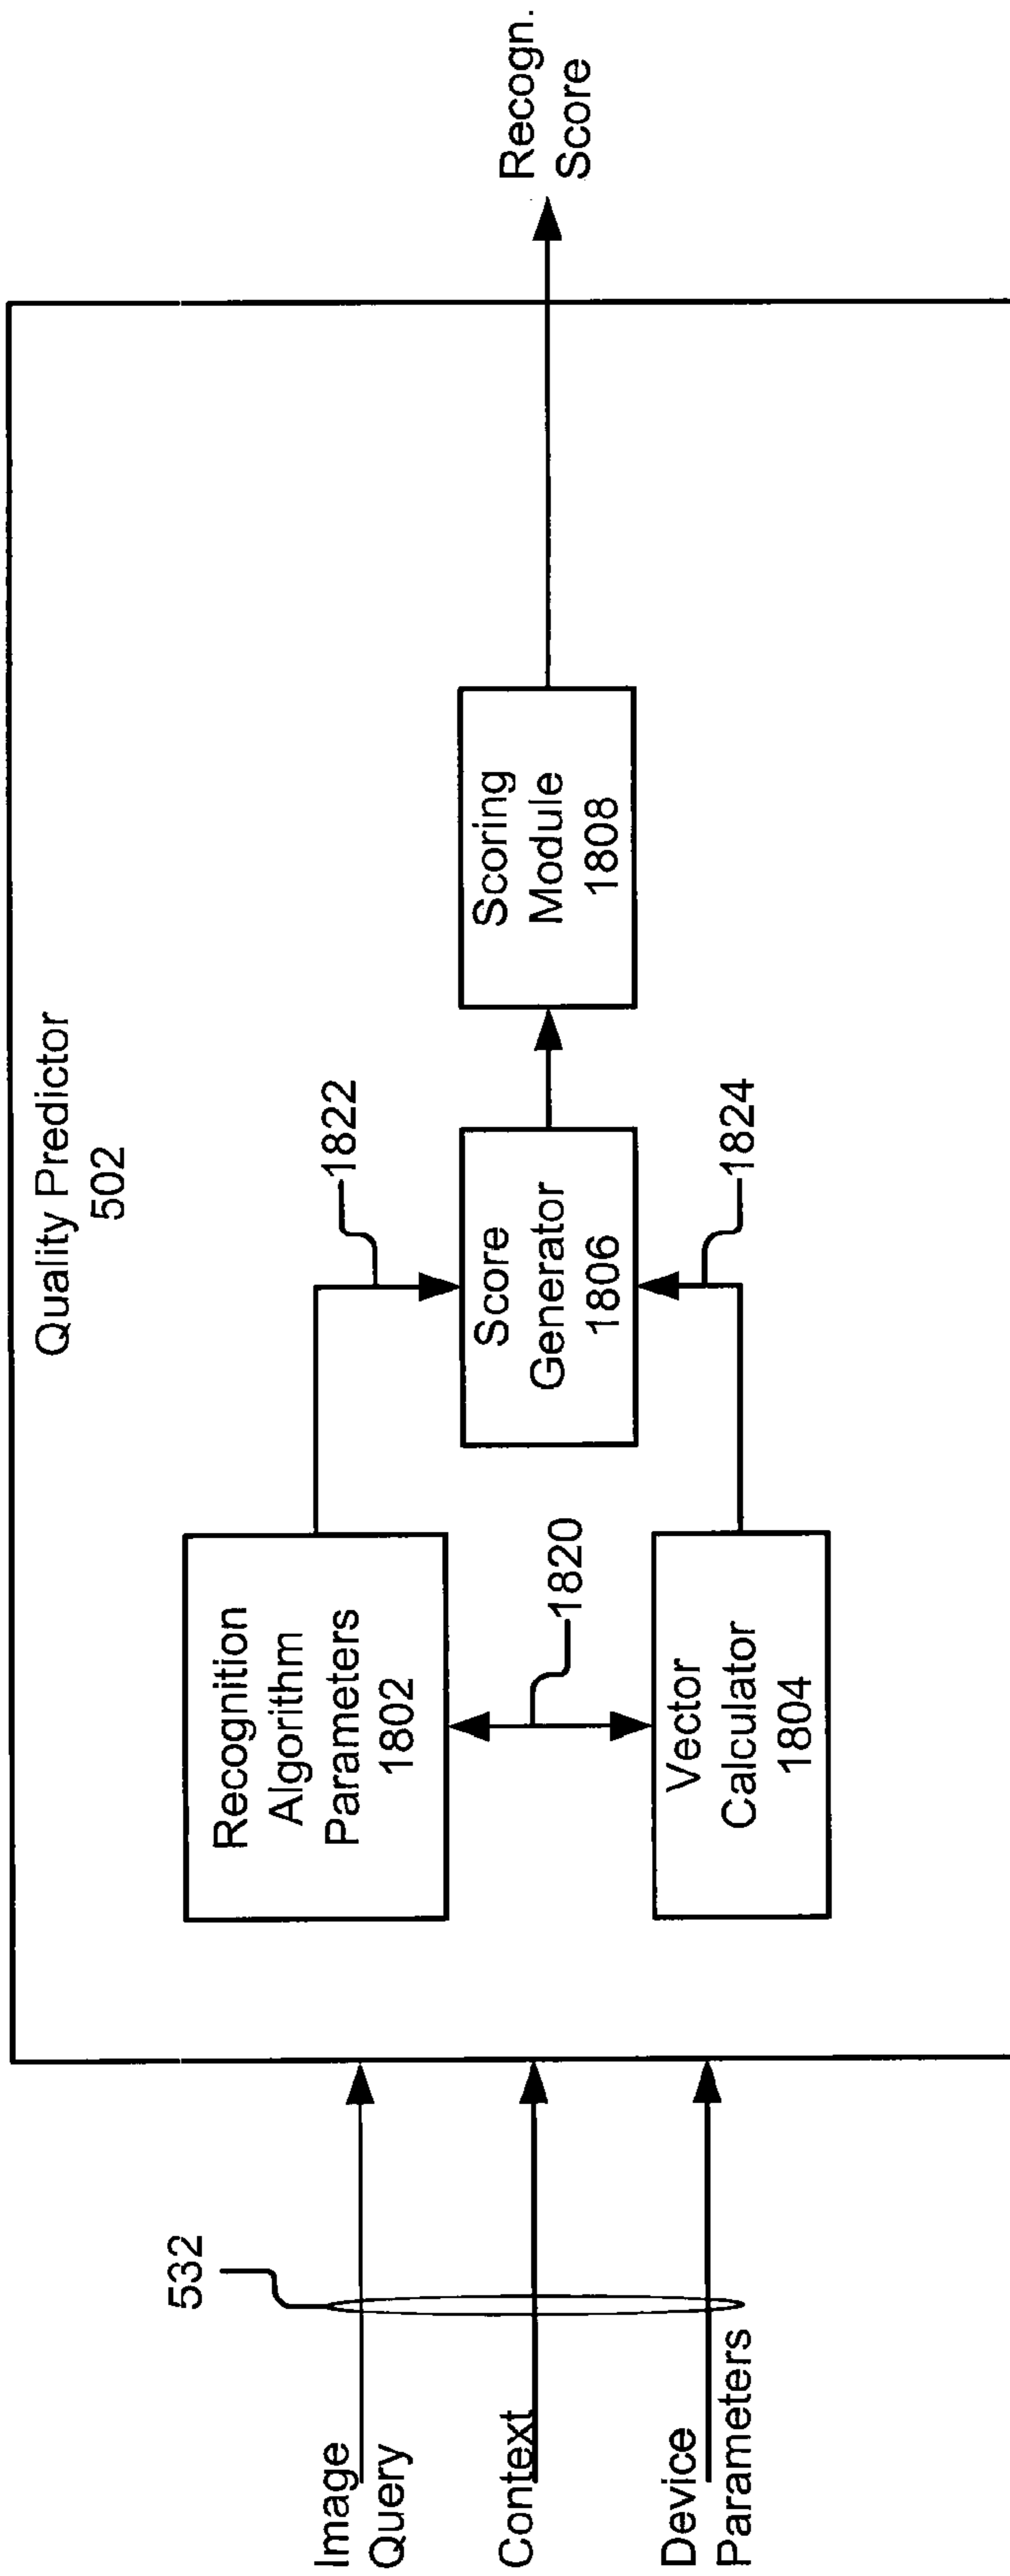 Quality Predictor
502
532
Image
Query
Context
Device
Parameters
Recognition
Algorithm
Parameters
1802
1820
Vector
Calculator
1804
1822
Score
Generator
1806
1824
Scoring
Module
1808
Recogn.
Score